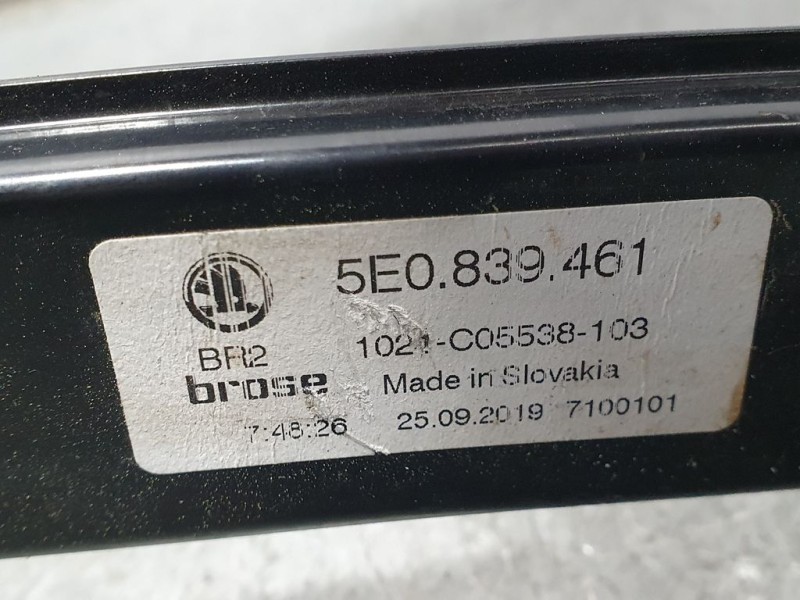 5E0.839.461
BR2 1021-C05538-103
brose Made in Slovakia
7:48:26 25.09.2019 7100101